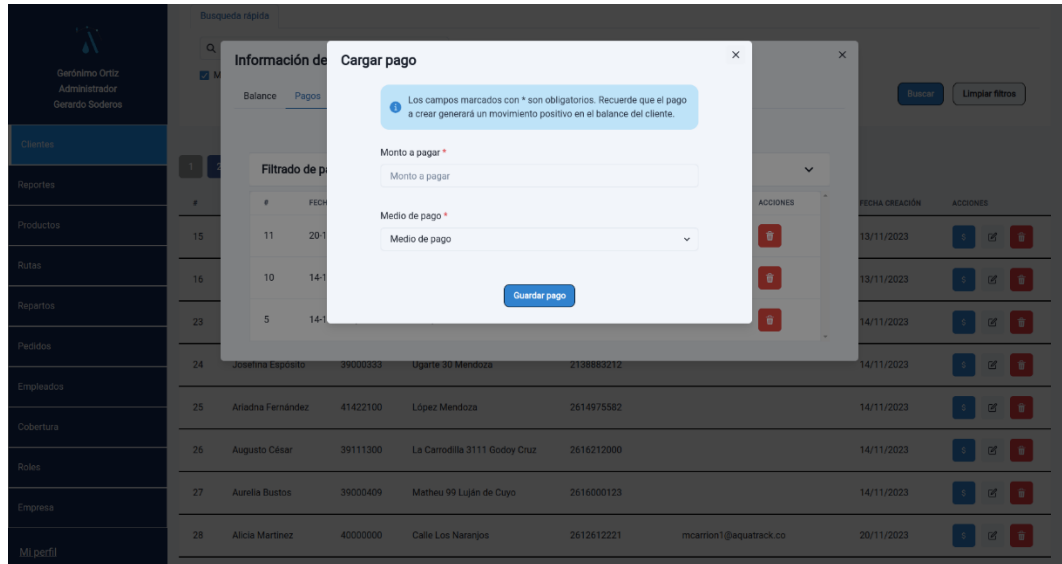 Busqueda rápida
Gerónimo Ortiz
Administrador
Gerardo Soderos
Clientes
Reportes
Productos
Rutas
Repartos
Pedidos
Empleados
Cobertura
Roles
Empresa
Mi perfil
M
Buscar
Limpiar filtros
1 2
Información de
Balance Pagos
Filtrado de pa
# FECH ACCIONES
11 20-1
10 14-1
5 14-1
Cargar pago
Los campos marcados con * son obligatorios. Recuerde que el pago
a crear generará un movimiento positivo en el balance del cliente.
Monto a pagar *
Monto a pagar
Medio de pago *
Medio de pago
Guardar pago
# FECHA CREACIÓN ACCIONES
15 13/11/2023
16 13/11/2023
23 14/11/2023
24 Josefina Espósito 39000333 Ugarte 30 Mendoza 2138883212 14/11/2023
25 Ariadna Fernández 41422100 López Mendoza 2614975582 14/11/2023
26 Augusto César 39111300 La Carrodilla 3111 Godoy Cruz 2616212000 14/11/2023
27 Aurelia Bustos 39000409 Matheu 99 Luján de Cuyo 2616000123 14/11/2023
28 Alicia Martinez 40000000 Calle Los Naranjos 2612612221 mcarrion1@aquatrack.co 20/11/2023